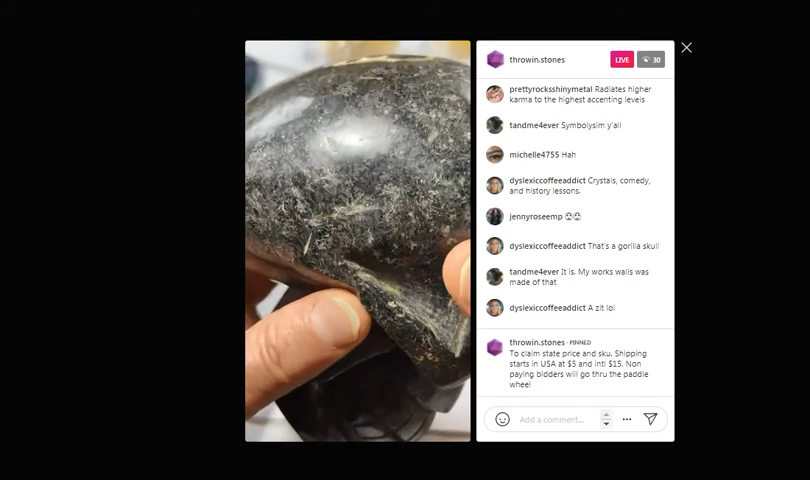 throwin.stones
LIVE
30
prettyrocksshinymetal Radiates higher
karma to the highest accenting levels
tandme4ever Symbolysim y'all
michelle4755 Hah
dyslexiccoffeeaddict Crystals, comedy,
and history lessons.
jennyroseemp
dyslexiccoffeeaddict That's a gorilla skull
tandme4ever It is. My works walls was
made of that
dyslexiccoffeeaddict A zit lol
throwin.stones · PINNED
To claim state price and sku. Shipping
starts in USA at $5 and intl $15. Non
paying bidders will go thru the paddle
wheel
Add a comment...